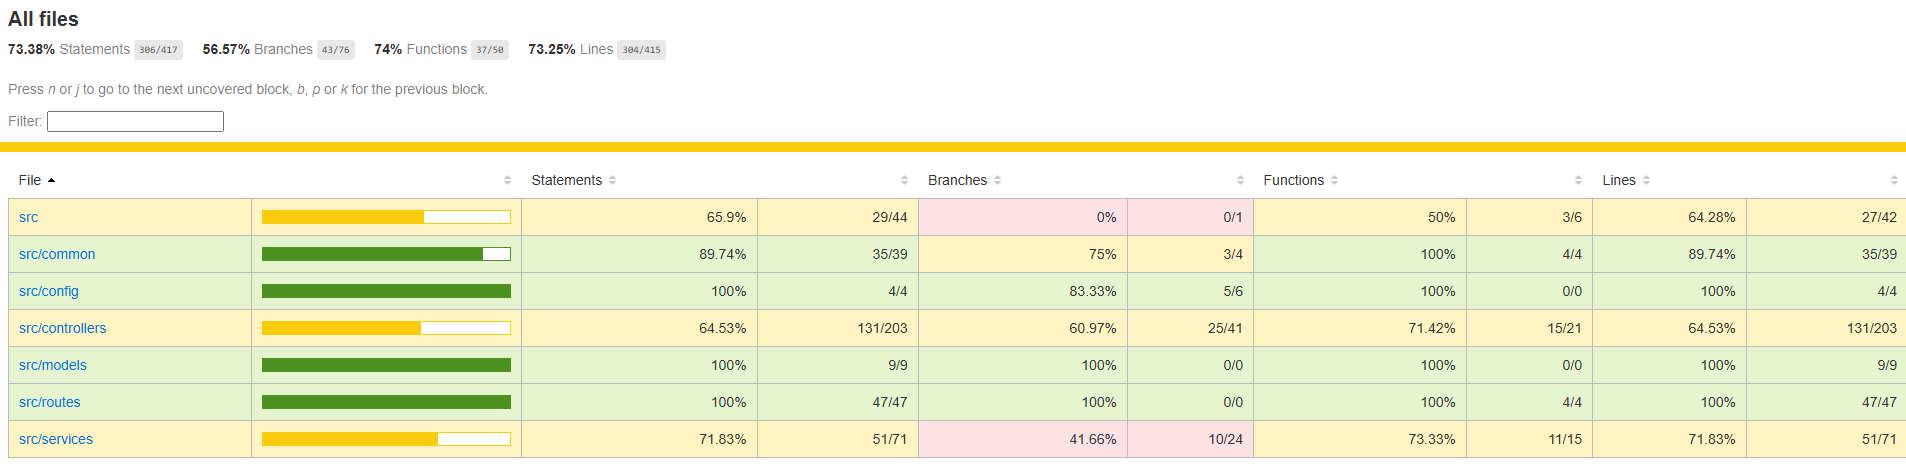 All files
73.38% Statements 306/417 56.57% Branches 43/76 74% Functions 37/50 73.25% Lines 304/415
Press n or j to go to the next uncovered block, b, p or k for the previous block.
Filter:
File Statements Branches Functions Lines
src 65.9% 29/44 0% 0/1 50% 3/6 64.28% 27/42
src/common 89.74% 35/39 75% 3/4 100% 4/4 89.74% 35/39
src/config 100% 4/4 83.33% 5/6 100% 0/0 100% 4/4
src/controllers 64.53% 131/203 60.97% 25/41 71.42% 15/21 64.53% 131/203
src/models 100% 9/9 100% 0/0 100% 0/0 100% 9/9
src/routes 100% 47/47 100% 0/0 100% 4/4 100% 47/47
src/services 71.83% 51/71 41.66% 10/24 73.33% 11/15 71.83% 51/71